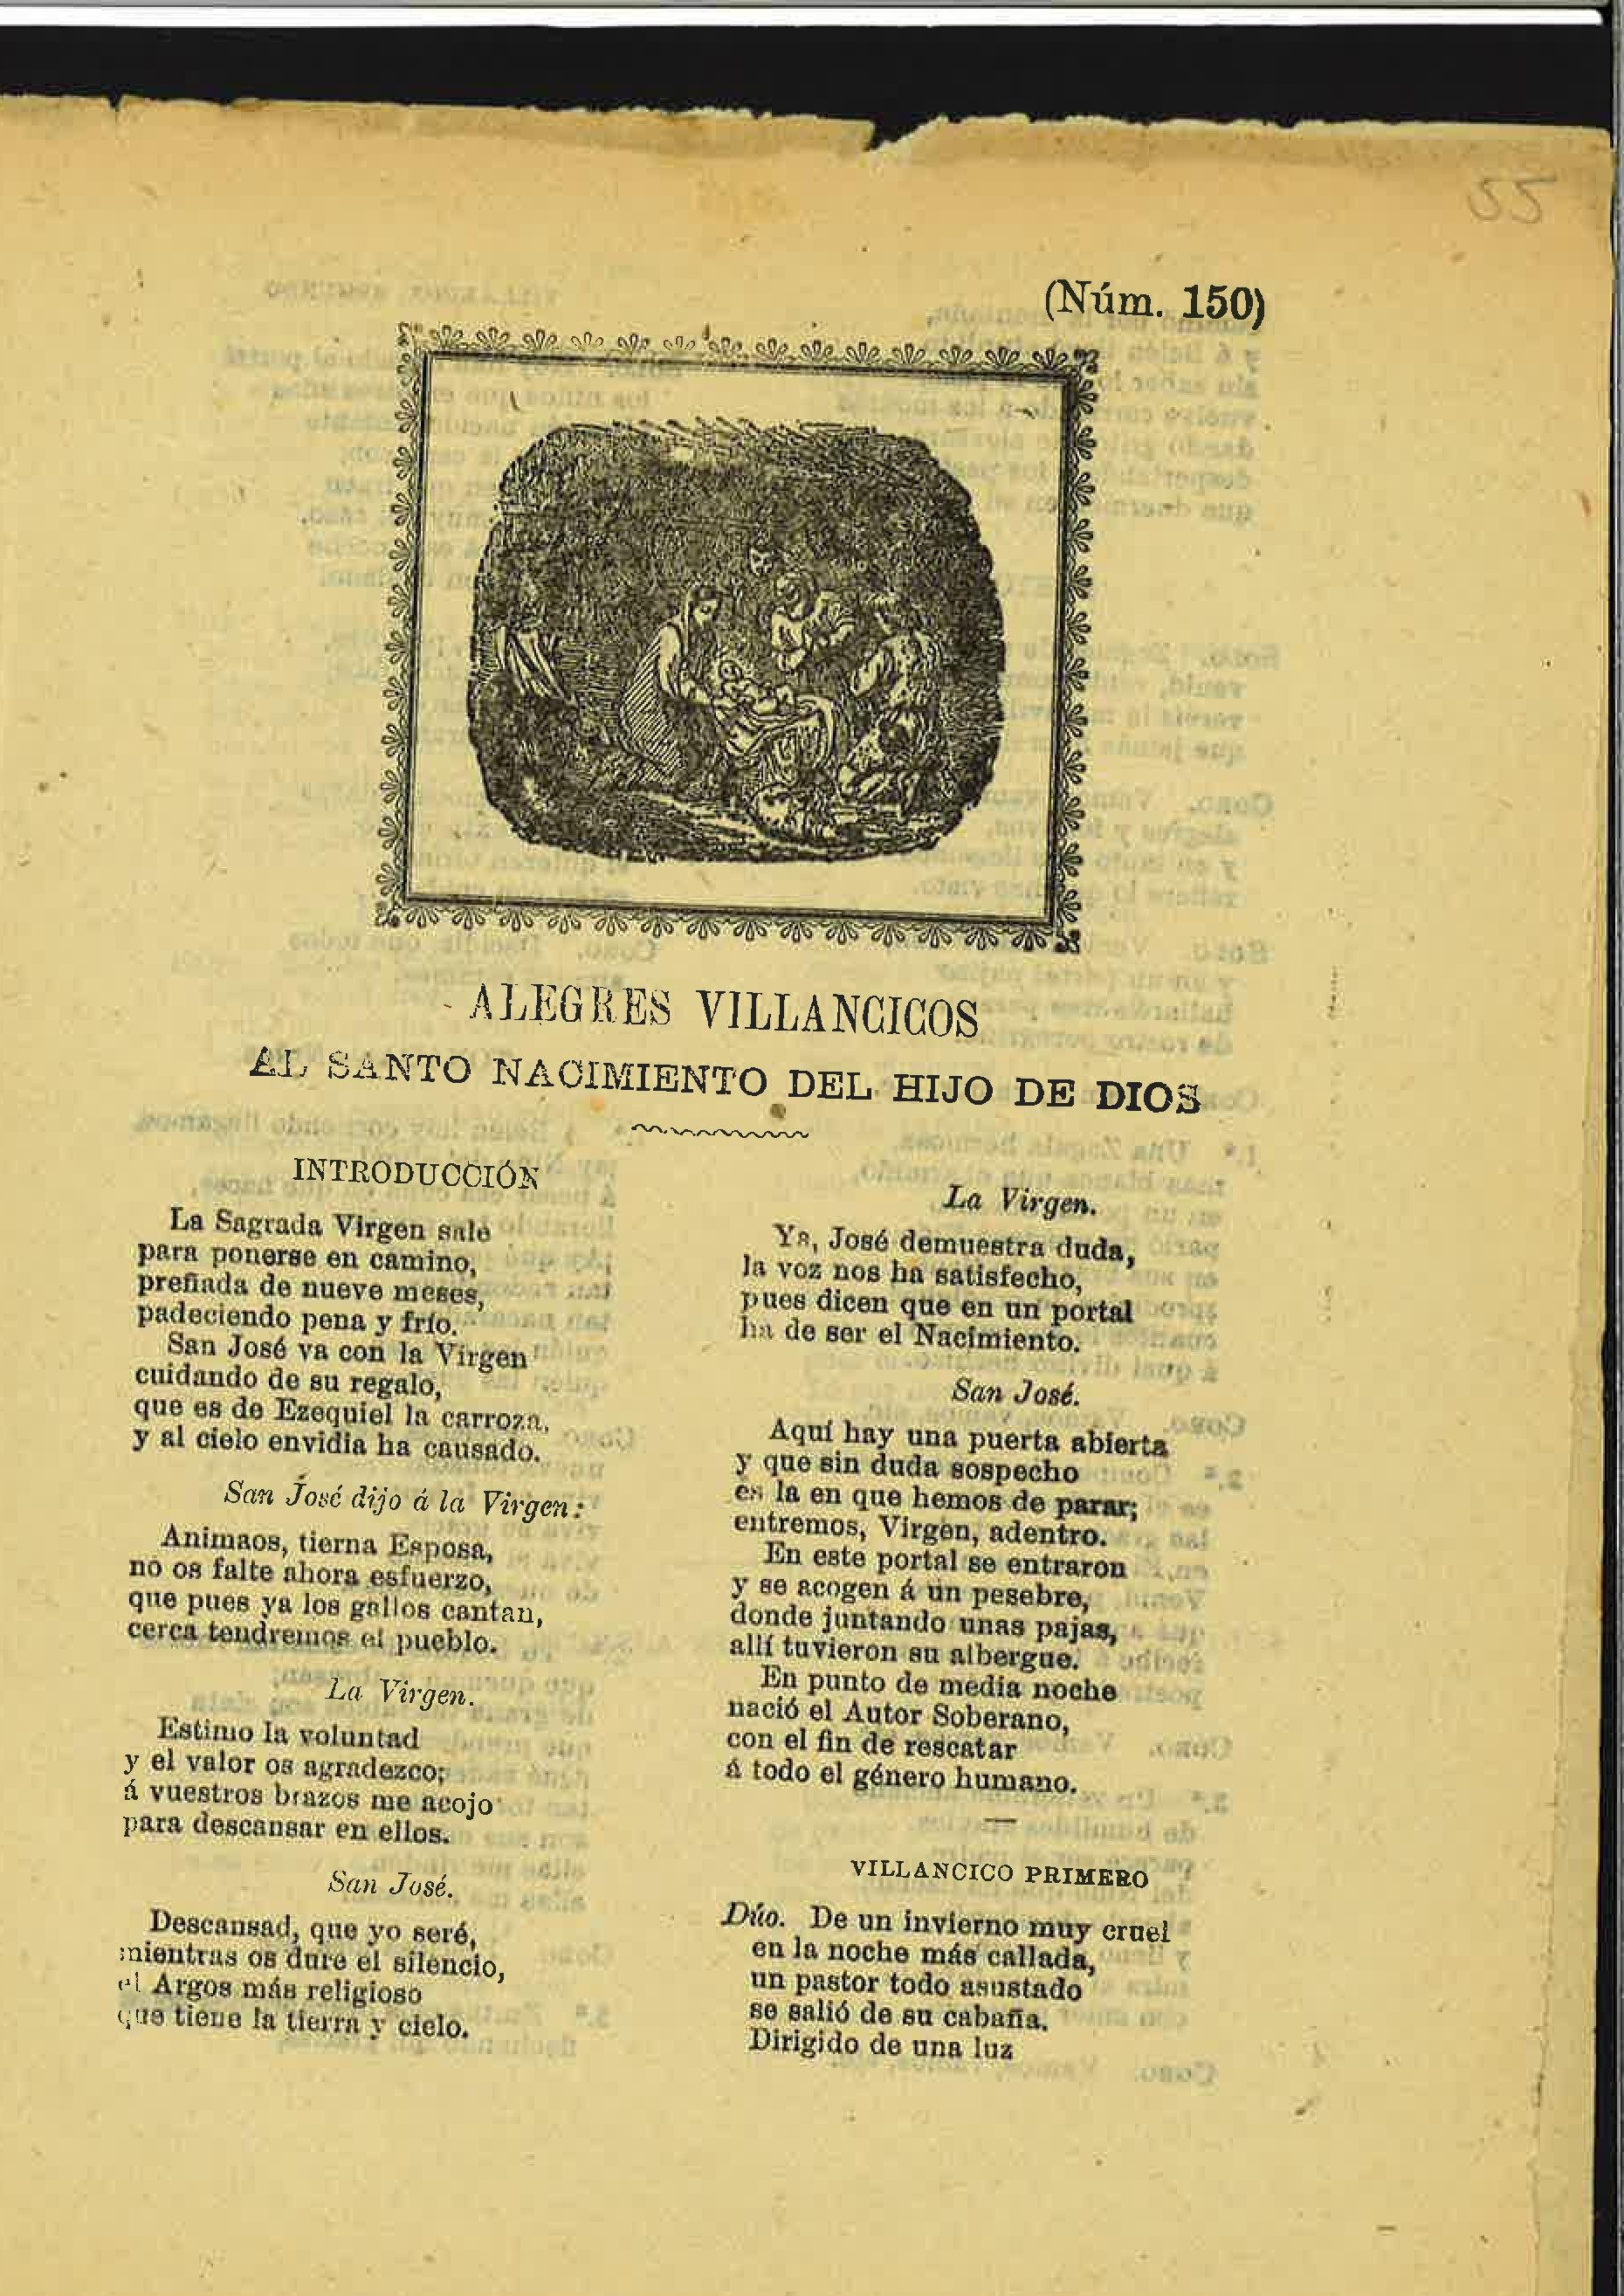 55
(Núm. 150)
ALEGRES VILLANCICOS
AL SANTO NACIMIENTO DEL HIJO DE DIOS
INTRODUCCIÓN
La Sagrada Virgen sale
para ponerse en camino,
preñada de nueve meses,
padeciendo pena y frío.
San José va con la Virgen
cuidando de su regalo,
que es de Ezequiel la carroza,
y al cielo envidia ha causado.
San José dijo á la Virgen:
Animaos, tierna Esposa,
no os falte ahora esfuerzo,
que pues ya los gallos cantan,
cerca tendremos el pueblo.
La Virgen.
Estimo la voluntad
y el valor os agradezco;
á vuestros brazos me acojo
para descansar en ellos.
San José.
Descansad, que yo seré,
mientras os dure el silencio,
el Argos más religioso
que tiene la tierra y cielo.
La Virgen.
Ya, José demuestra duda,
la voz nos ha satisfecho,
pues dicen que en un portal
ha de ser el Nacimiento.
San José.
Aquí hay una puerta abierta
y que sin duda sospecho
es la en que hemos de parar;
entremos, Virgen, adentro.
En este portal se entraron
y se acogen á un pesebre,
donde juntando unas pajas,
allí tuvieron su albergue.
En punto de media noche
nació el Autor Soberano,
con el fin de rescatar
á todo el género humano.
VILLANCICO PRIMERO
Dúo. De un invierno muy cruel
en la noche más callada,
un pastor todo asustado
se salió de su cabaña.
Dirigido de una luz